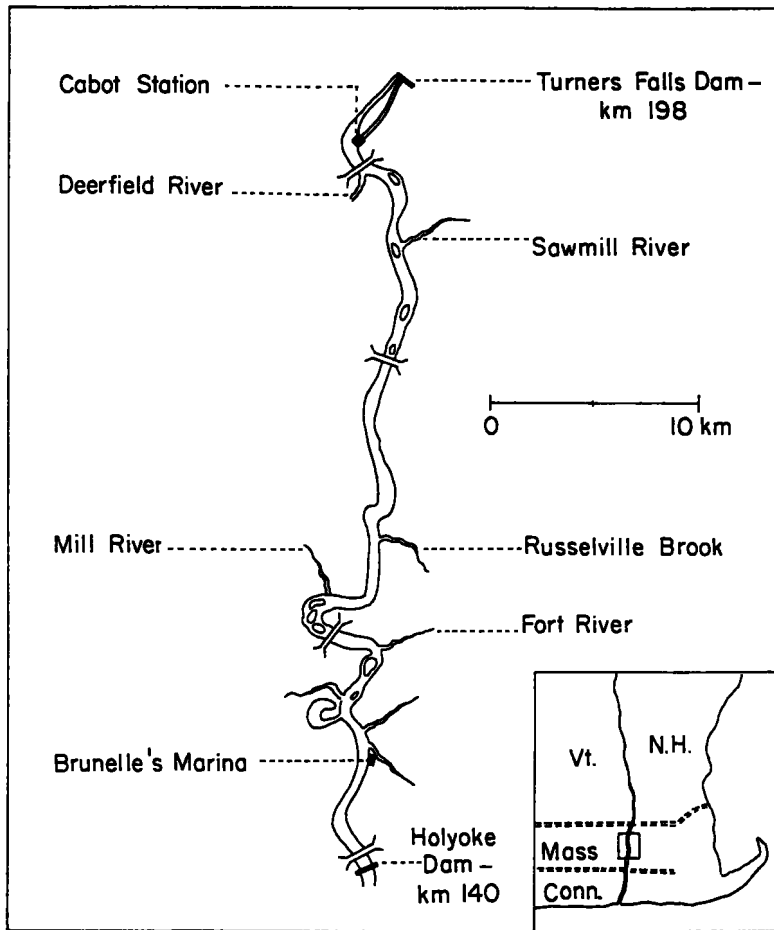 Cabot Station
Turners Falls Dam –
km 198
Deerfield River
Sawmill River
0
10 km
Mill River
Russelville Brook
Fort River
Brunelle's Marina
Holyoke
Dam –
km 140
Vt.
N.H.
Mass
Conn.